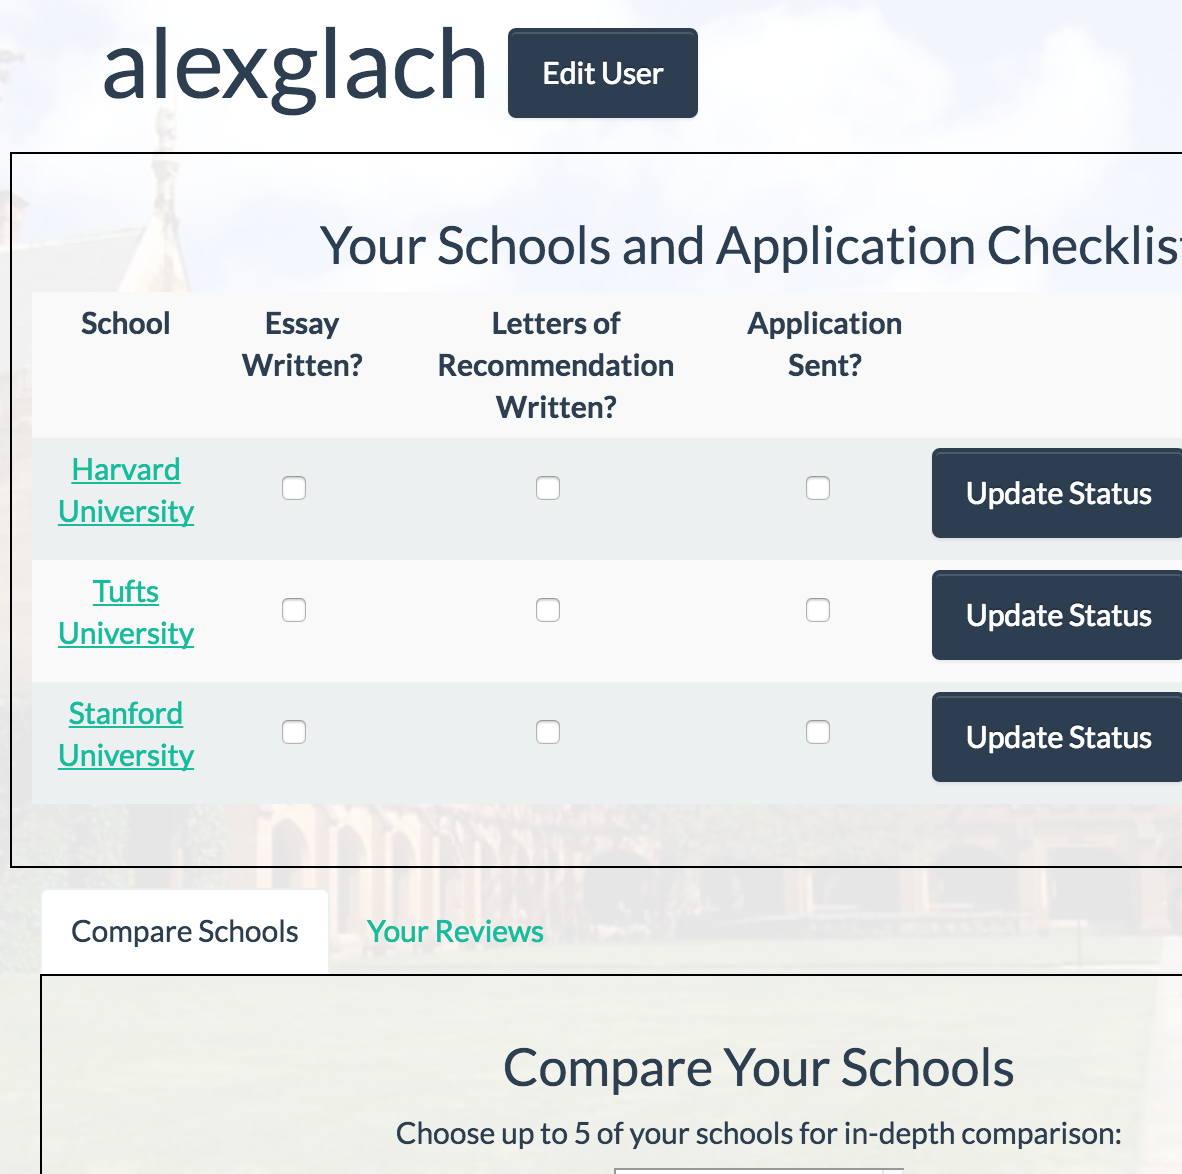 alexglach Edit User
Your Schools and Application Checklis
School Essay Written? Letters of Recommendation Written? Application Sent?
Harvard University Update Status
Tufts University Update Status
Stanford University Update Status
Compare Schools Your Reviews
Compare Your Schools
Choose up to 5 of your schools for in-depth comparison: